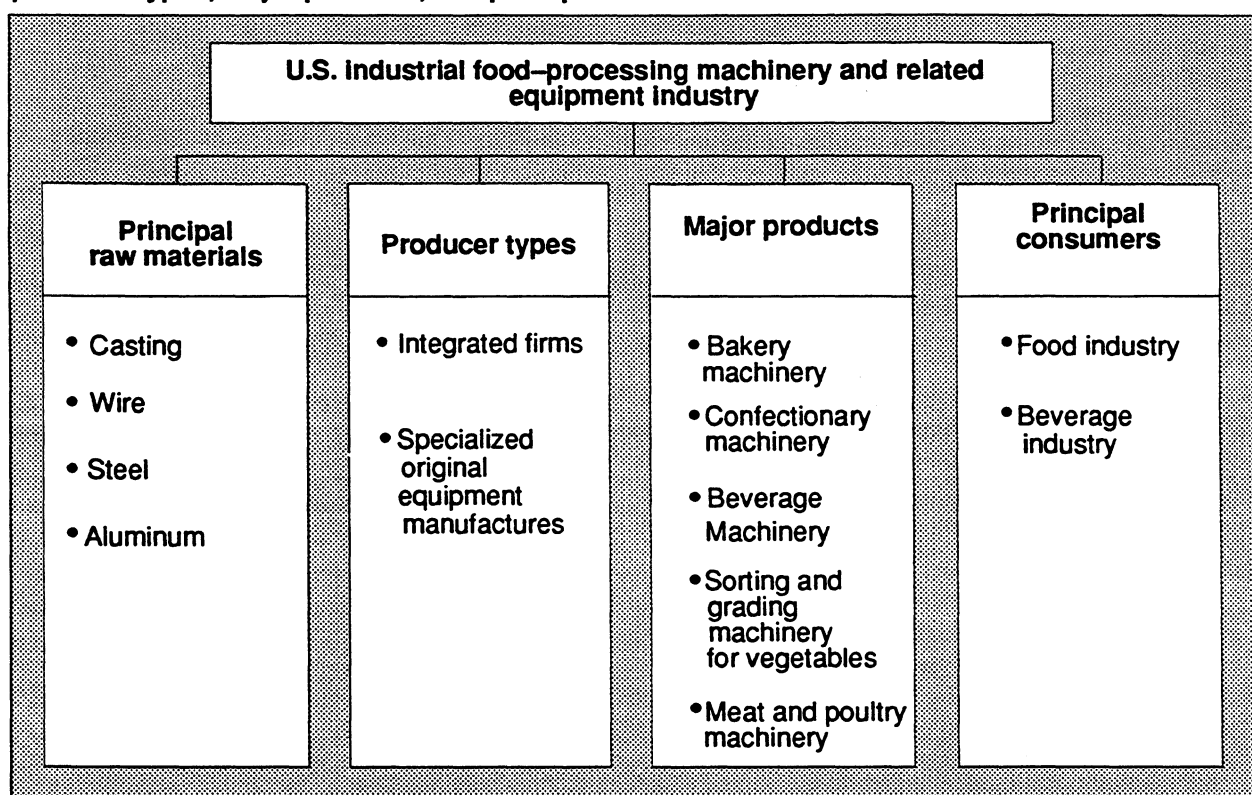 U.S. industrial food–processing machinery and related
equipment industry
Principal
raw materials
• Casting
• Wire
• Steel
• Aluminum
Producer types
• Integrated firms
• Specialized
original
equipment
manufactures
Major products
• Bakery
machinery
• Confectionary
machinery
• Beverage
Machinery
• Sorting and
grading
machinery
for vegetables
• Meat and poultry
machinery
Principal
consumers
• Food industry
• Beverage
industry